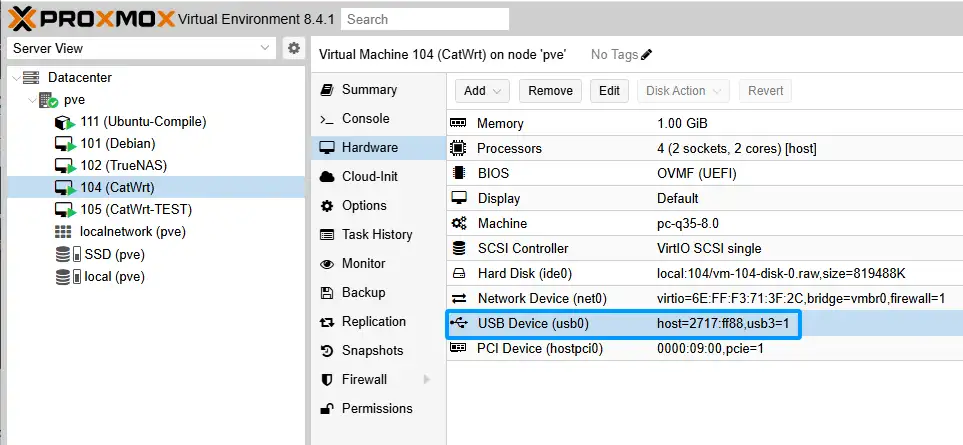 PROXMOX Virtual Environment 8.4.1 Search
Server View
Datacenter
pve
111 (Ubuntu-Compile)
101 (Debian)
102 (TrueNAS)
104 (CatWrt)
105 (CatWrt-TEST)
localnetwork (pve)
SSD (pve)
local (pve)
Virtual Machine 104 (CatWrt) on node 'pve' No Tags
Summary
Console
Hardware
Cloud-Init
Options
Task History
Monitor
Backup
Replication
Snapshots
Firewall
Permissions
Add Remove Edit Disk Action Revert
Memory 1.00 GiB
Processors 4 (2 sockets, 2 cores) [host]
BIOS OVMF (UEFI)
Display Default
Machine pc-q35-8.0
SCSI Controller VirtIO SCSI single
Hard Disk (ide0) local:104/vm-104-disk-0.raw,size=819488K
Network Device (net0) virtio=6E:FF:F3:71:3F:2C,bridge=vmbr0,firewall=1
USB Device (usb0) host=2717:ff88,usb3=1
PCI Device (hostpci0) 0000:09:00,pcie=1